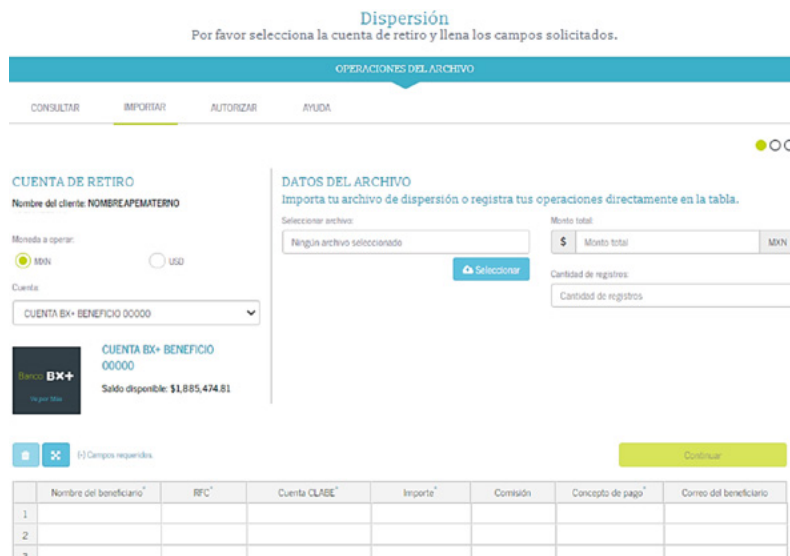 Dispersión
Por favor selecciona la cuenta de retiro y llena los campos solicitados.
OPERACIONES DEL ARCHIVO
CONSULTAR IMPORTAR AUTORIZAR AYUDA
CUENTA DE RETIRO
Nombre del cliente: NOMBREAPEMATERNO
Moneda a operar:
MXN USD
Cuenta
CUENTA BX+ BENEFICIO 00000
Banco BX+
CUENTA BX+ BENEFICIO
00000
Saldo disponible: $1,885,474.81
DATOS DEL ARCHIVO
Importa tu archivo de dispersión o registra tus operaciones directamente en la tabla.
Seleccionar archivo:
Ningún archivo seleccionado
Seleccionar
Monto total:
$ Monto total MXN
Cantidad de registros:
Cantidad de registros
(*) Campos requeridos.
Continuar
Nombre del beneficiario* RFC* Cuenta CLABE* Importe* Comisión Concepto de pago* Correo del beneficiario
1
2
3